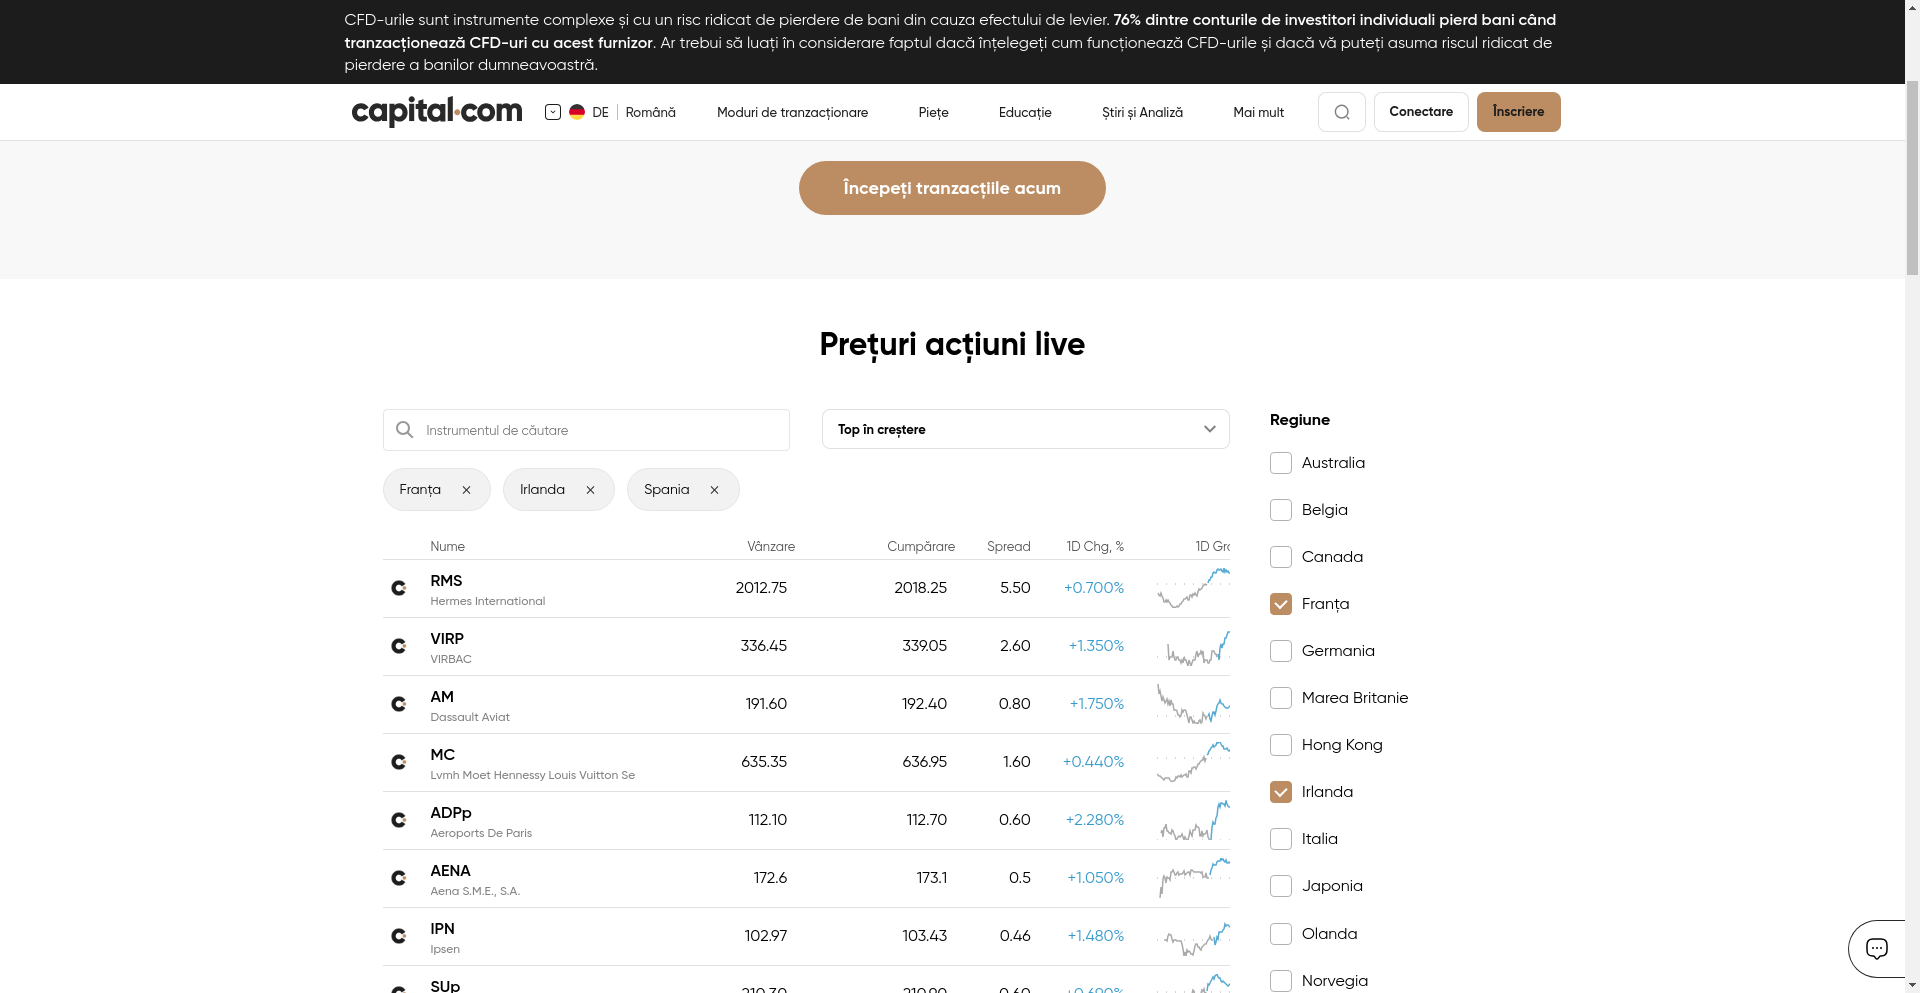 CFD-urile sunt instrumente complexe și cu un risc ridicat de pierdere de bani din cauza efectului de levier. 76% dintre conturile de investitori individuali pierd bani când
tranzacționează CFD-uri cu acest furnizor. Ar trebui să luați în considerare faptul dacă înțelegeți cum funcționează CFD-urile și dacă vă puteți asuma riscul ridicat de
pierdere a banilor dumneavoastră.
capital.com DE Română Moduri de tranzacționare Piețe Educație Știri și Analiză Mai mult Conectare Înscriere
Începeți tranzacțiile acum
Prețuri acțiuni live
Instrumentul de căutare Top în creștere
Franța Irlanda Spania
Nume Vânzare Cumpărare Spread 1D Chg, %
RMS 2012.75 2018.25 5.50 +0.700%
Hermes International
VIRP 336.45 339.05 2.60 +1.350%
VIRBAC
AM 191.60 192.40 0.80 +1.750%
Dassault Aviat
MC 635.35 636.95 1.60 +0.440%
Lvmh Moet Hennessy Louis Vuitton Se
ADPp 112.10 112.70 0.60 +2.280%
Aeroports De Paris
AENA 172.6 173.1 0.5 +1.050%
Aena S.M.E., S.A.
IPN 102.97 103.43 0.46 +1.480%
Ipsen
SUp
Regiune
Australia
Belgia
Canada
Franța
Germania
Marea Britanie
Hong Kong
Irlanda
Italia
Japonia
Olanda
Norvegia